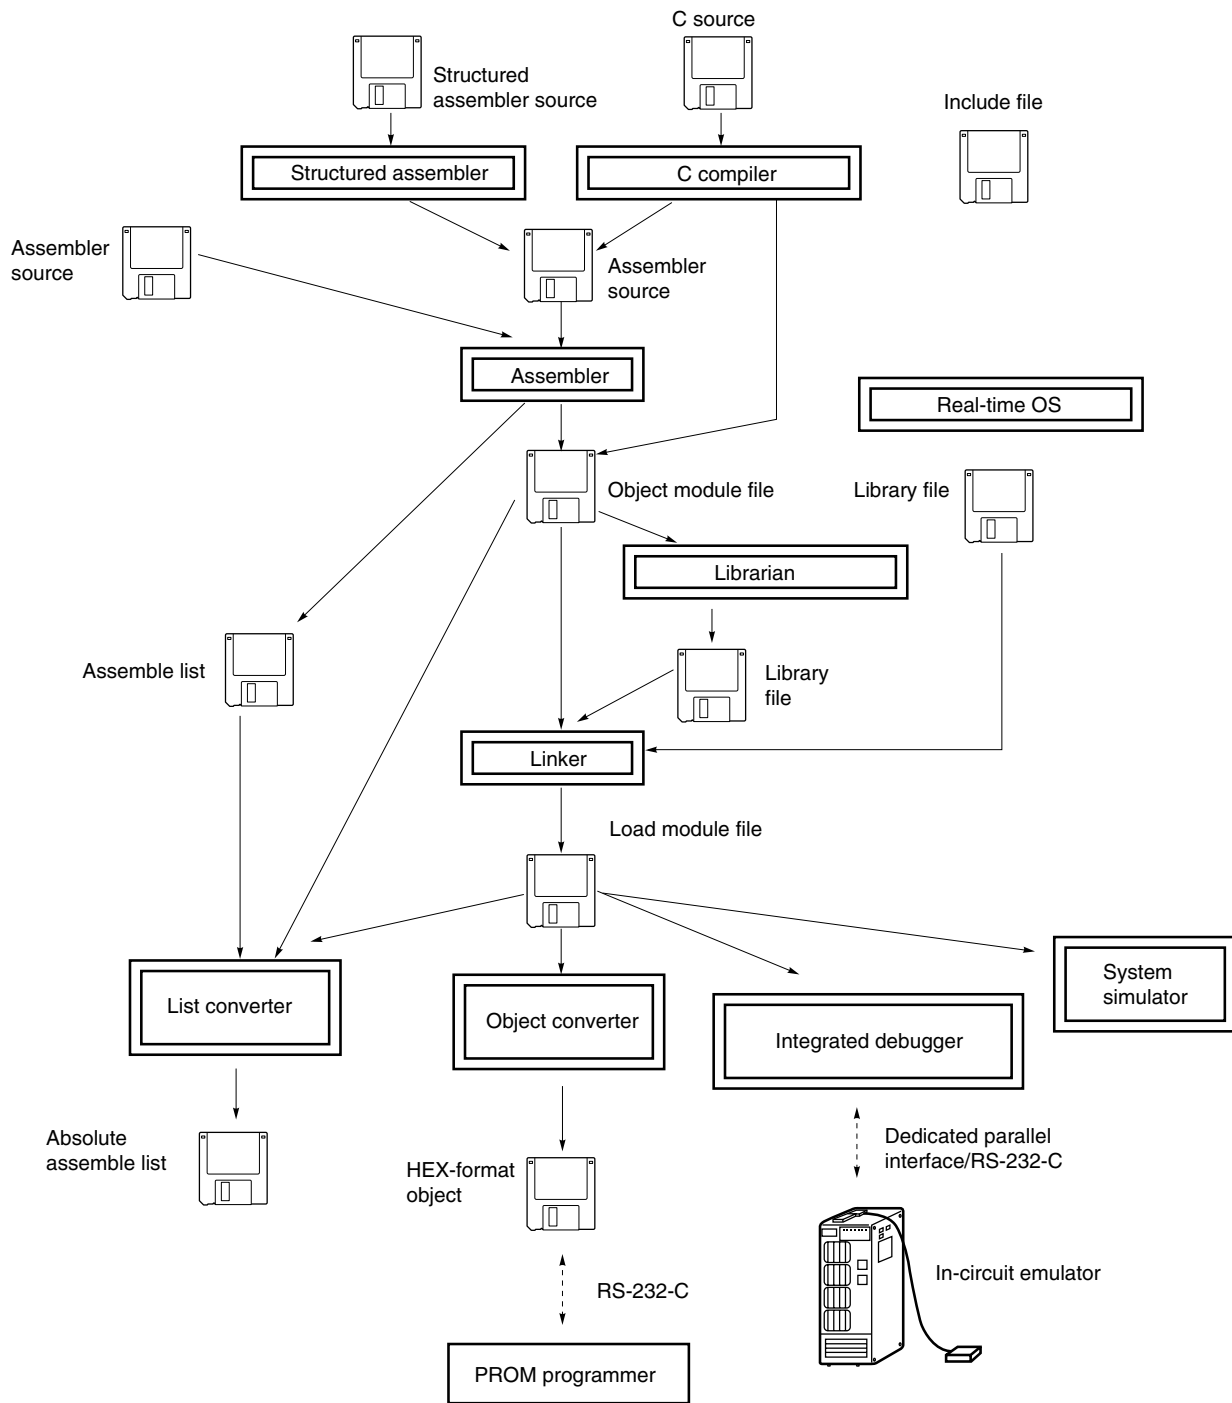 C source
Structured
assembler source
Include file
Structured assembler
C compiler
Assembler
source
Assembler
source
Assembler
Real-time OS
Object module file
Library file
Librarian
Assemble list
Library
file
Linker
Load module file
System
simulator
List converter
Object converter
Integrated debugger
Absolute
assemble list
Dedicated parallel
interface/RS-232-C
HEX-format
object
In-circuit emulator
RS-232-C
PROM programmer